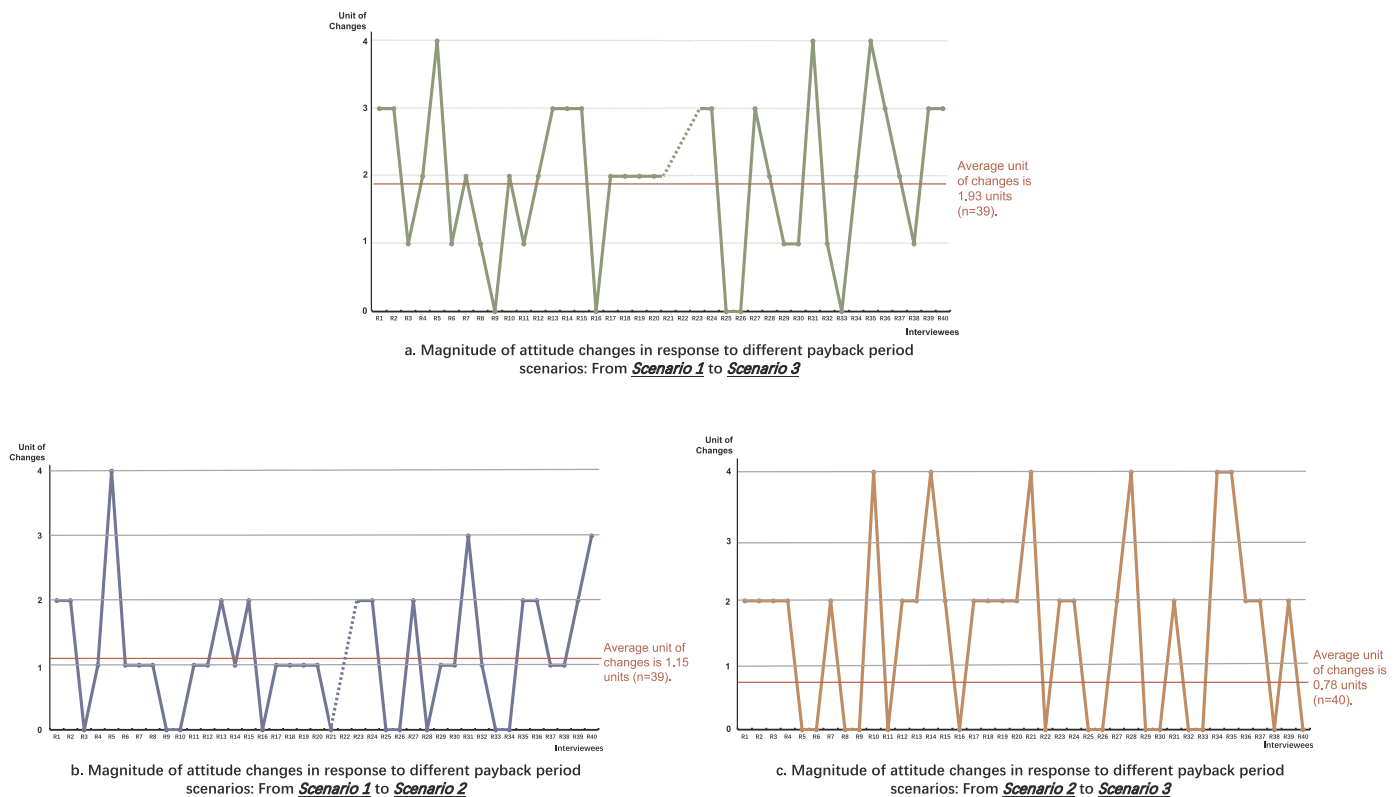 Unit of
Changes
4
3
2
1
0
R1 R2 R3 R4 R5 R6 R7 R8 R9 R10 R11 R12 R13 R14 R15 R16 R17 R18 R19 R20 R21 R22 R23 R24 R25 R26 R27 R28 R29 R30 R31 R32 R33 R34 R35 R36 R37 R38 R39 R40
Interviewees
Average unit
of changes is
1.93 units
(n=39).
a. Magnitude of attitude changes in response to different payback period
scenarios: From Scenario 1 to Scenario 3
Unit of
Changes
4
3
2
1
0
R1 R2 R3 R4 R5 R6 R7 R8 R9 R10 R11 R12 R13 R14 R15 R16 R17 R18 R19 R20 R21 R22 R23 R24 R25 R26 R27 R28 R29 R30 R31 R32 R33 R34 R35 R36 R37 R38 R39 R40
Interviewees
Average unit of
changes is 1.15
units (n=39).
b. Magnitude of attitude changes in response to different payback period
scenarios: From Scenario 1 to Scenario 2
Unit of
Changes
4
3
2
1
0
R1 R2 R3 R4 R5 R6 R7 R8 R9 R10 R11 R12 R13 R14 R15 R16 R17 R18 R19 R20 R21 R22 R23 R24 R25 R26 R27 R28 R29 R30 R31 R32 R33 R34 R35 R36 R37 R38 R39 R40
Interviewees
Average unit
of changes is
0.78 units
(n=40).
c. Magnitude of attitude changes in response to different payback period
scenarios: From Scenario 2 to Scenario 3